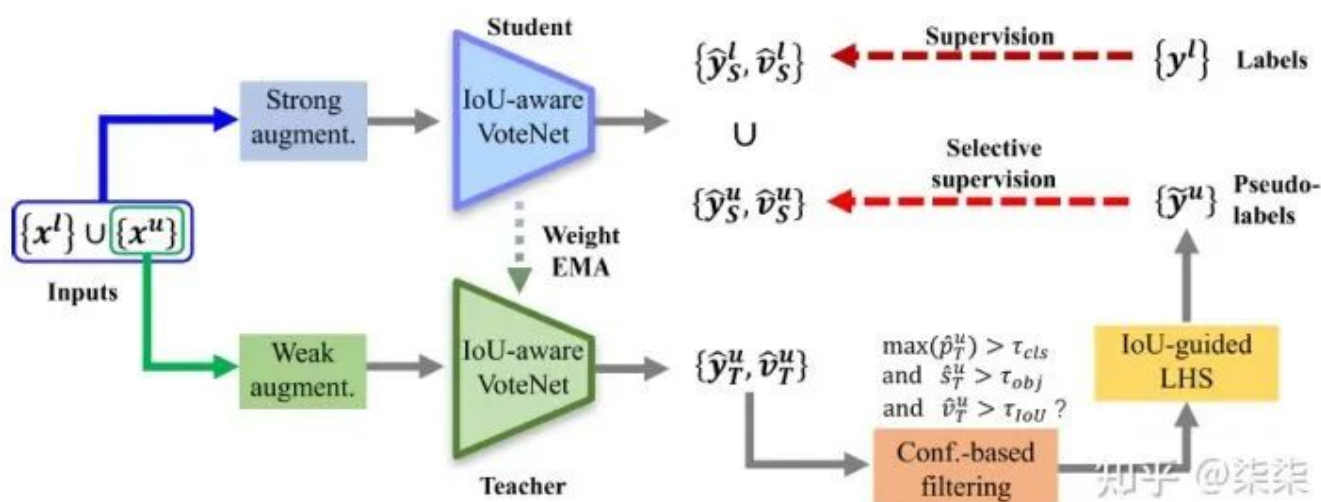 Student
Strong
augment.
IoU-aware
VoteNet
{ŷ_S^l, v̂_S^l}
Supervision
{y^l}
Labels
∪
{x^l} ∪ {x^u}
Inputs
Weight
EMA
{ŷ_S^u, v̂_S^u}
Selective
supervision
{ỹ^u}
Pseudo-
labels
Weak
augment.
IoU-aware
VoteNet
Teacher
{ŷ_T^u, v̂_T^u}
max(p̂_T^u) > τ_cls
and ŝ_T^u > τ_obj
and v̂_T^u > τ_IoU ?
Conf.-based
filtering
IoU-guided
LHS
知乎 @柒柒